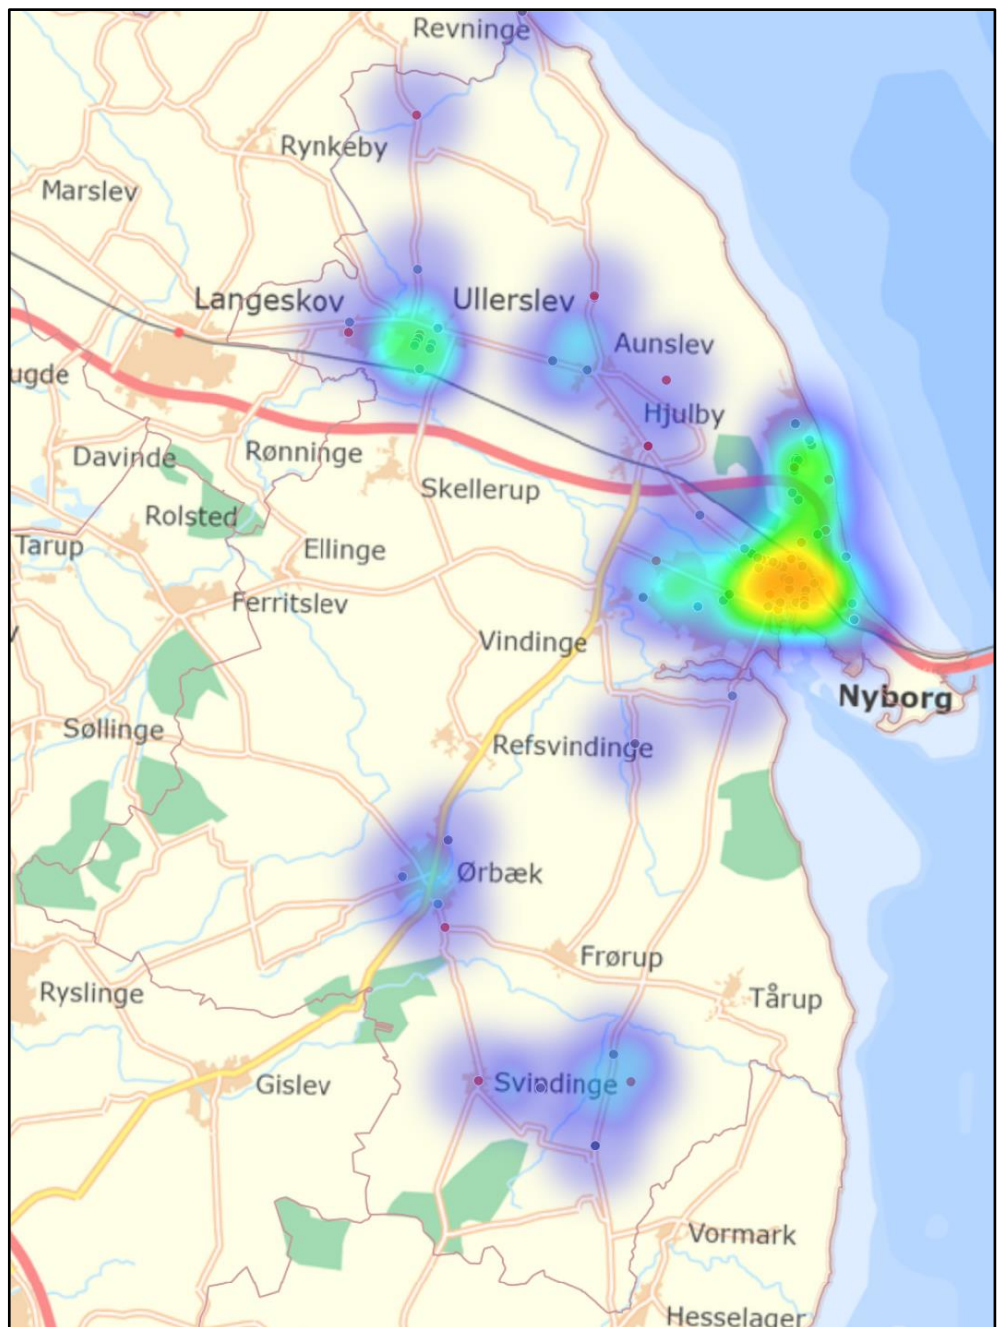 Revninge
Rynkeby
Marslev
Langeskov
Ullerslev
Aunslev
ugde
Hjulby
Davinde
Rønninge
Skellerup
Rolsted
Tarup
Ellinge
Ferritslev
Vindinge
Nyborg
Søllinge
Refsvindinge
Ørbæk
Frørup
Ryslinge
Tårup
Gislev
Svindinge
Vormark
Hesselager